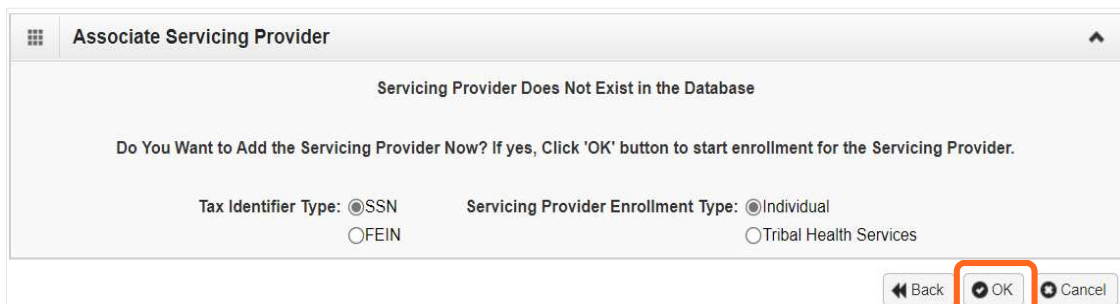 Associate Servicing Provider
Servicing Provider Does Not Exist in the Database
Do You Want to Add the Servicing Provider Now? If yes, Click 'OK' button to start enrollment for the Servicing Provider.
Tax Identifier Type: SSN Servicing Provider Enrollment Type: Individual
FEIN Tribal Health Services
Back OK Cancel